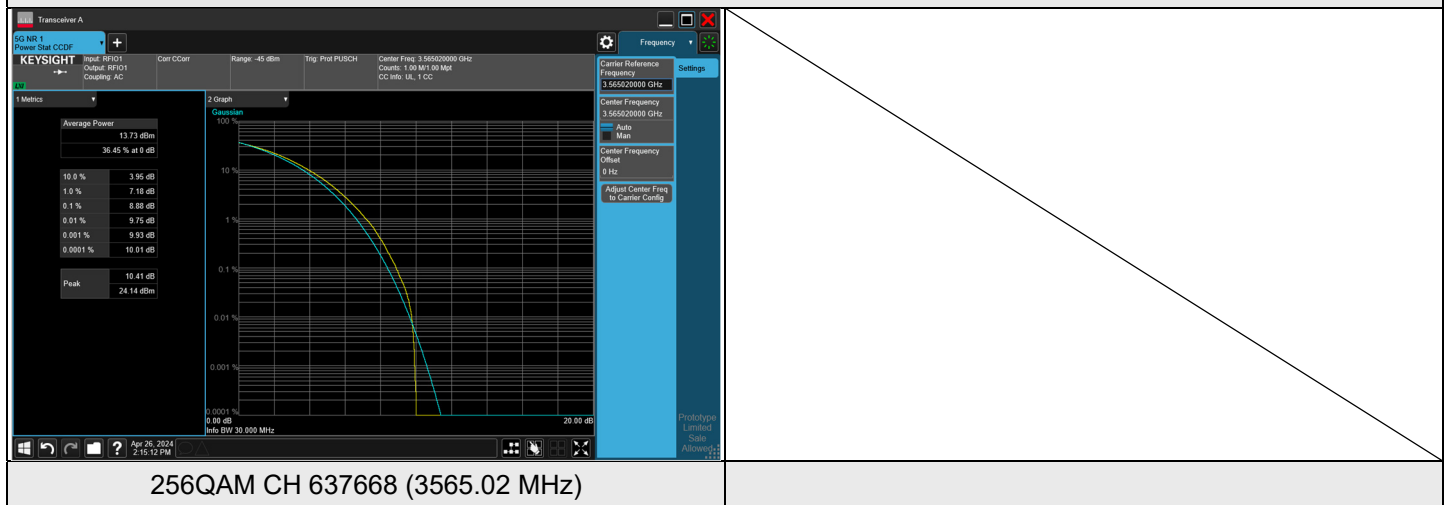 Transceiver A
5G NR 1
Power Stat CCDF
+
Frequency
KEYSIGHT
Input: RFIO1
Output: RFIO1
Coupling: AC
Corr CCorr
Range: -45 dBm
Trig: Prot PUSCH
Center Freq: 3.565020000 GHz
Counts: 1.00 M/1.00 Mpt
CC Info: UL, 1 CC
LV
Carrier Reference
Frequency
3.565020000 GHz
Settings
Center Frequency
3.565020000 GHz
Auto
Man
Center Frequency
Offset
0 Hz
Adjust Center Freq
to Carrier Config
1 Metrics
Average Power
13.73 dBm
36.45 % at 0 dB
10.0 % 3.95 dB
1.0 % 7.18 dB
0.1 % 8.88 dB
0.01 % 9.75 dB
0.001 % 9.93 dB
0.0001 % 10.01 dB
Peak
10.41 dB
24.14 dBm
2 Graph
Gaussian
100 %
10 %
1 %
0.1 %
0.01 %
0.001 %
0.0001 %
0.00 dB
20.00 dB
Info BW 30.000 MHz
Prototype
Limited
Sale
Allowed
?
Apr 26, 2024
2:15:12 PM
256QAM CH 637668 (3565.02 MHz)